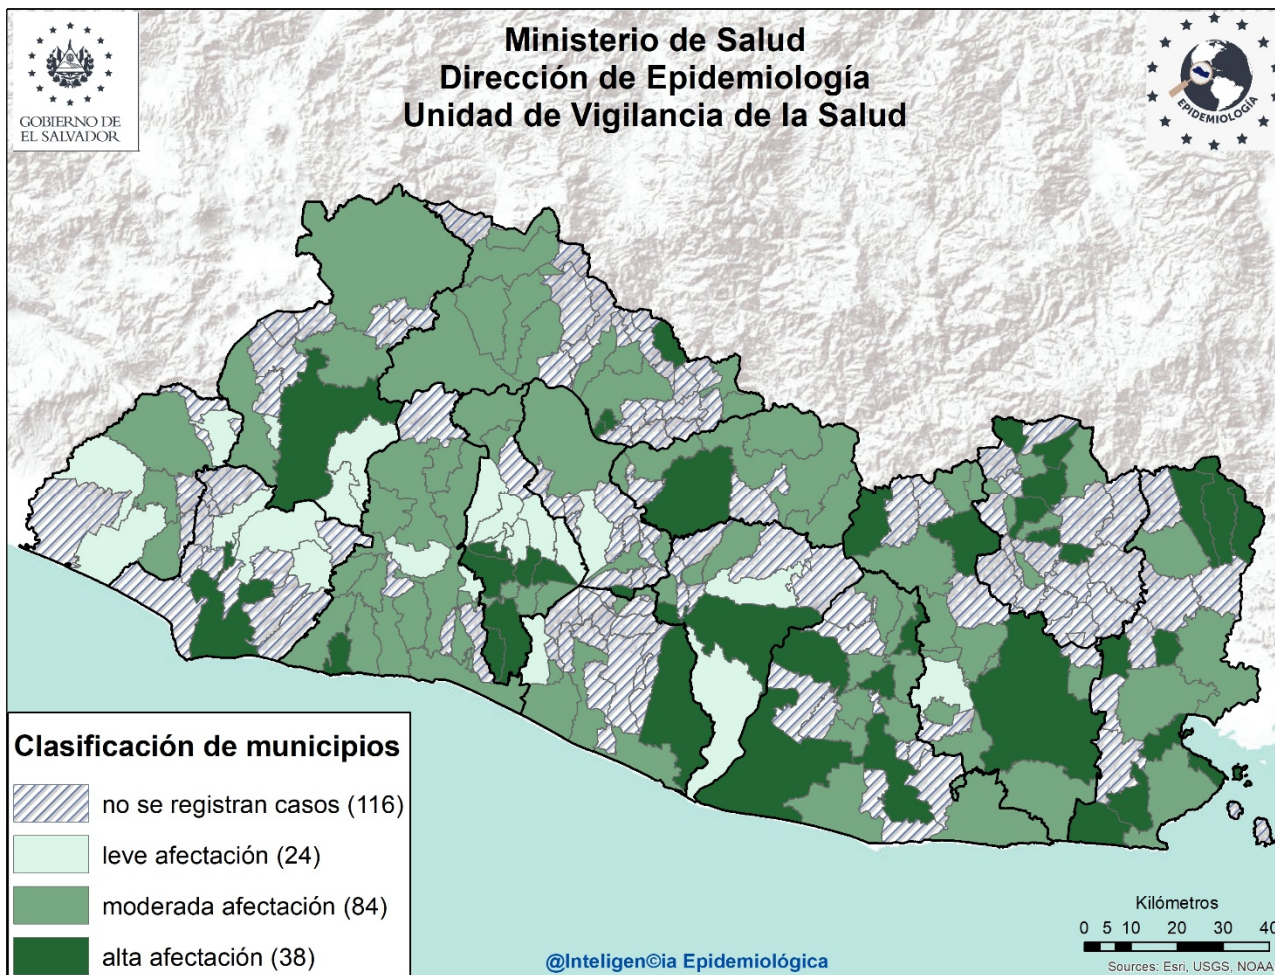 Ministerio de Salud
Dirección de Epidemiología
Unidad de Vigilancia de la Salud
GOBIERNO DE
EL SALVADOR
EPIDEMIOLOGÍA
Clasificación de municipios
no se registran casos (116)
leve afectación (24)
moderada afectación (84)
alta afectación (38)
@Inteligen©ia Epidemiológica
Kilómetros
0 5 10 20 30 40
Sources: Esri, USGS, NOAA